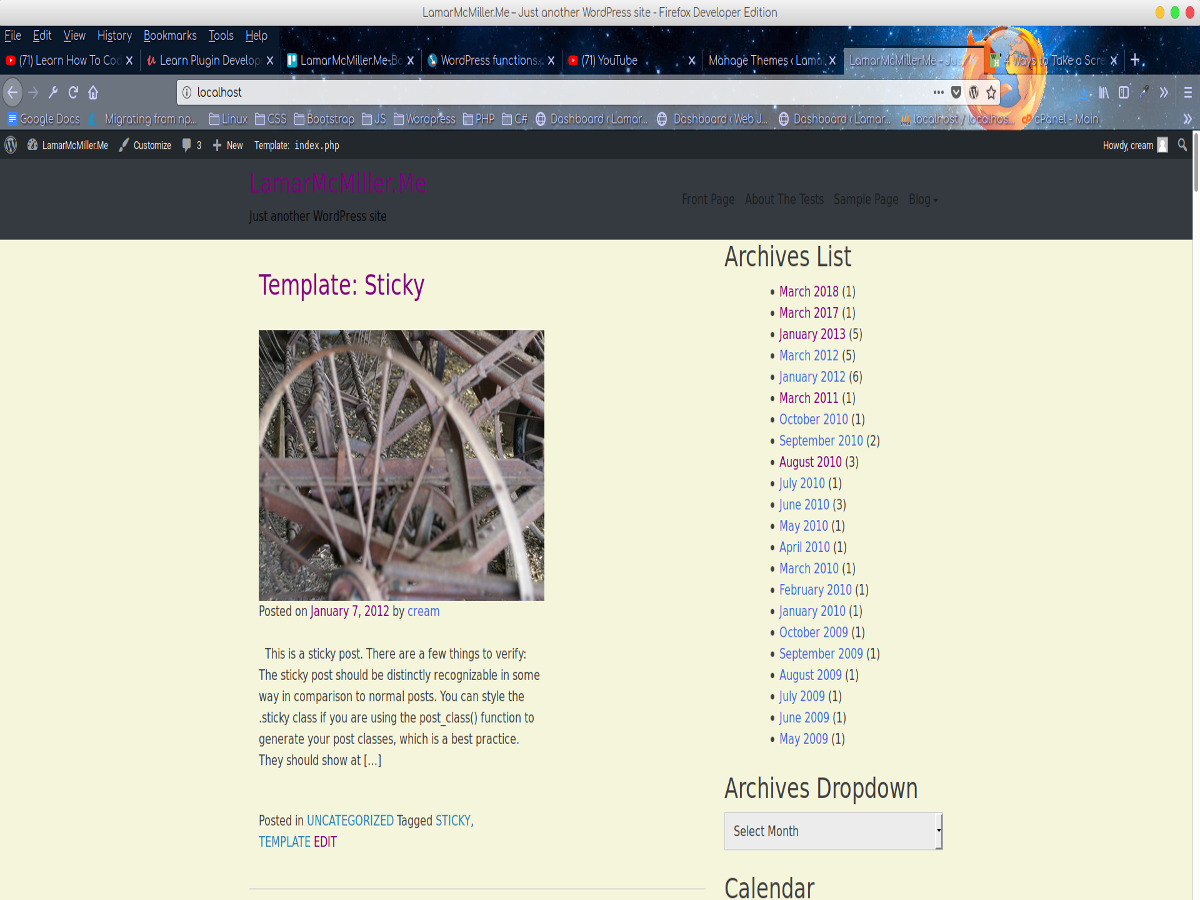 LamarMcMiller.Me – Just another WordPress site - Firefox Developer Edition
File Edit View History Bookmarks Tools Help
(71) Learn How To Coo Learn Plugin Develop LamarMcMiller.Me-Bo WordPress functions. (71) YouTube Manage Themes ‹ Lama LamarMcMiller.Me – Ju 4 Ways to Take a Scre
localhost
Google Docs Migrating from np... Linux CSS Bootstrap JS Wordpress PHP C# Dashboard ‹ Lamar... Dashboard ‹ Web J... Dashboard ‹ Lamar... localhost / localhos... cPanel - Main
LamarMcMiller.Me Customize 3 New Template: index.php Howdy, cream
LamarMcMiller.Me
Just another WordPress site
Front Page About The Tests Sample Page Blog
Template: Sticky
Posted on January 7, 2012 by cream
This is a sticky post. There are a few things to verify:
The sticky post should be distinctly recognizable in some
way in comparison to normal posts. You can style the
.sticky class if you are using the post_class() function to
generate your post classes, which is a best practice.
They should show at [...]
Posted in UNCATEGORIZED Tagged STICKY,
TEMPLATE EDIT
Archives List
March 2018 (1)
March 2017 (1)
January 2013 (5)
March 2012 (5)
January 2012 (6)
March 2011 (1)
October 2010 (1)
September 2010 (2)
August 2010 (3)
July 2010 (1)
June 2010 (3)
May 2010 (1)
April 2010 (1)
March 2010 (1)
February 2010 (1)
January 2010 (1)
October 2009 (1)
September 2009 (1)
August 2009 (1)
July 2009 (1)
June 2009 (1)
May 2009 (1)
Archives Dropdown
Select Month
Calendar